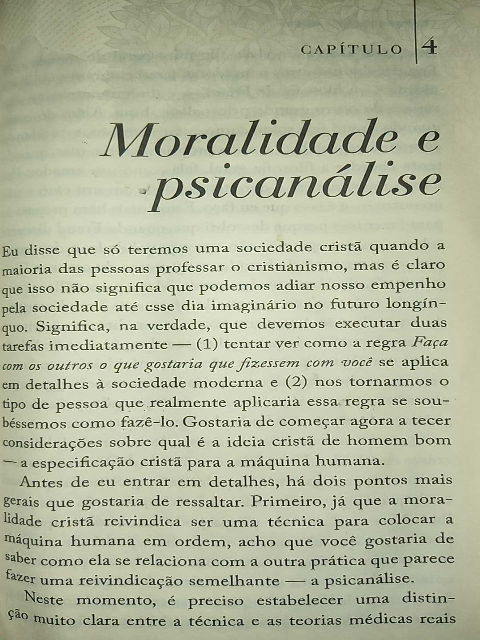 CAPÍTULO 4
Moralidade e
psicanálise
Eu disse que só teremos uma sociedade cristã quando a
maioria das pessoas professar o cristianismo, mas é claro
que isso não significa que podemos adiar nosso empenho
pela sociedade até esse dia imaginário no futuro longín-
quo. Significa, na verdade, que devemos executar duas
tarefas imediatamente — (1) tentar ver como a regra Faça
com os outros o que gostaria que fizessem com você se aplica
em detalhes à sociedade moderna e (2) nos tornarmos o
tipo de pessoa que realmente aplicaria essa regra se sou-
béssemos como fazê-lo. Gostaria de começar agora a tecer
considerações sobre qual é a ideia cristã de homem bom
— a especificação cristã para a máquina humana.
Antes de eu entrar em detalhes, há dois pontos mais
gerais que gostaria de ressaltar. Primeiro, já que a mora-
lidade cristã reivindica ser uma técnica para colocar a
máquina humana em ordem, acho que você gostaria de
saber como ela se relaciona com a outra prática que parece
fazer uma reivindicação semelhante — a psicanálise.
Neste momento, é preciso estabelecer uma distin-
ção muito clara entre a técnica e as teorias médicas reais